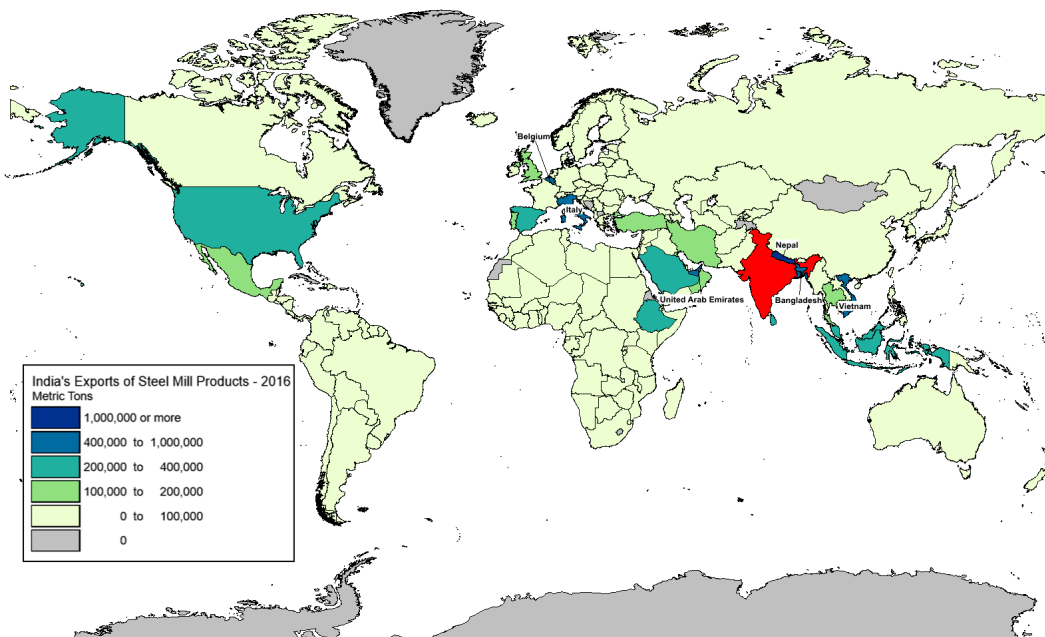 Belgium
Italy
Nepal
United Arab Emirates
Bangladesh
Vietnam
India's Exports of Steel Mill Products - 2016
Metric Tons
1,000,000 or more
400,000 to 1,000,000
200,000 to 400,000
100,000 to 200,000
0 to 100,000
0